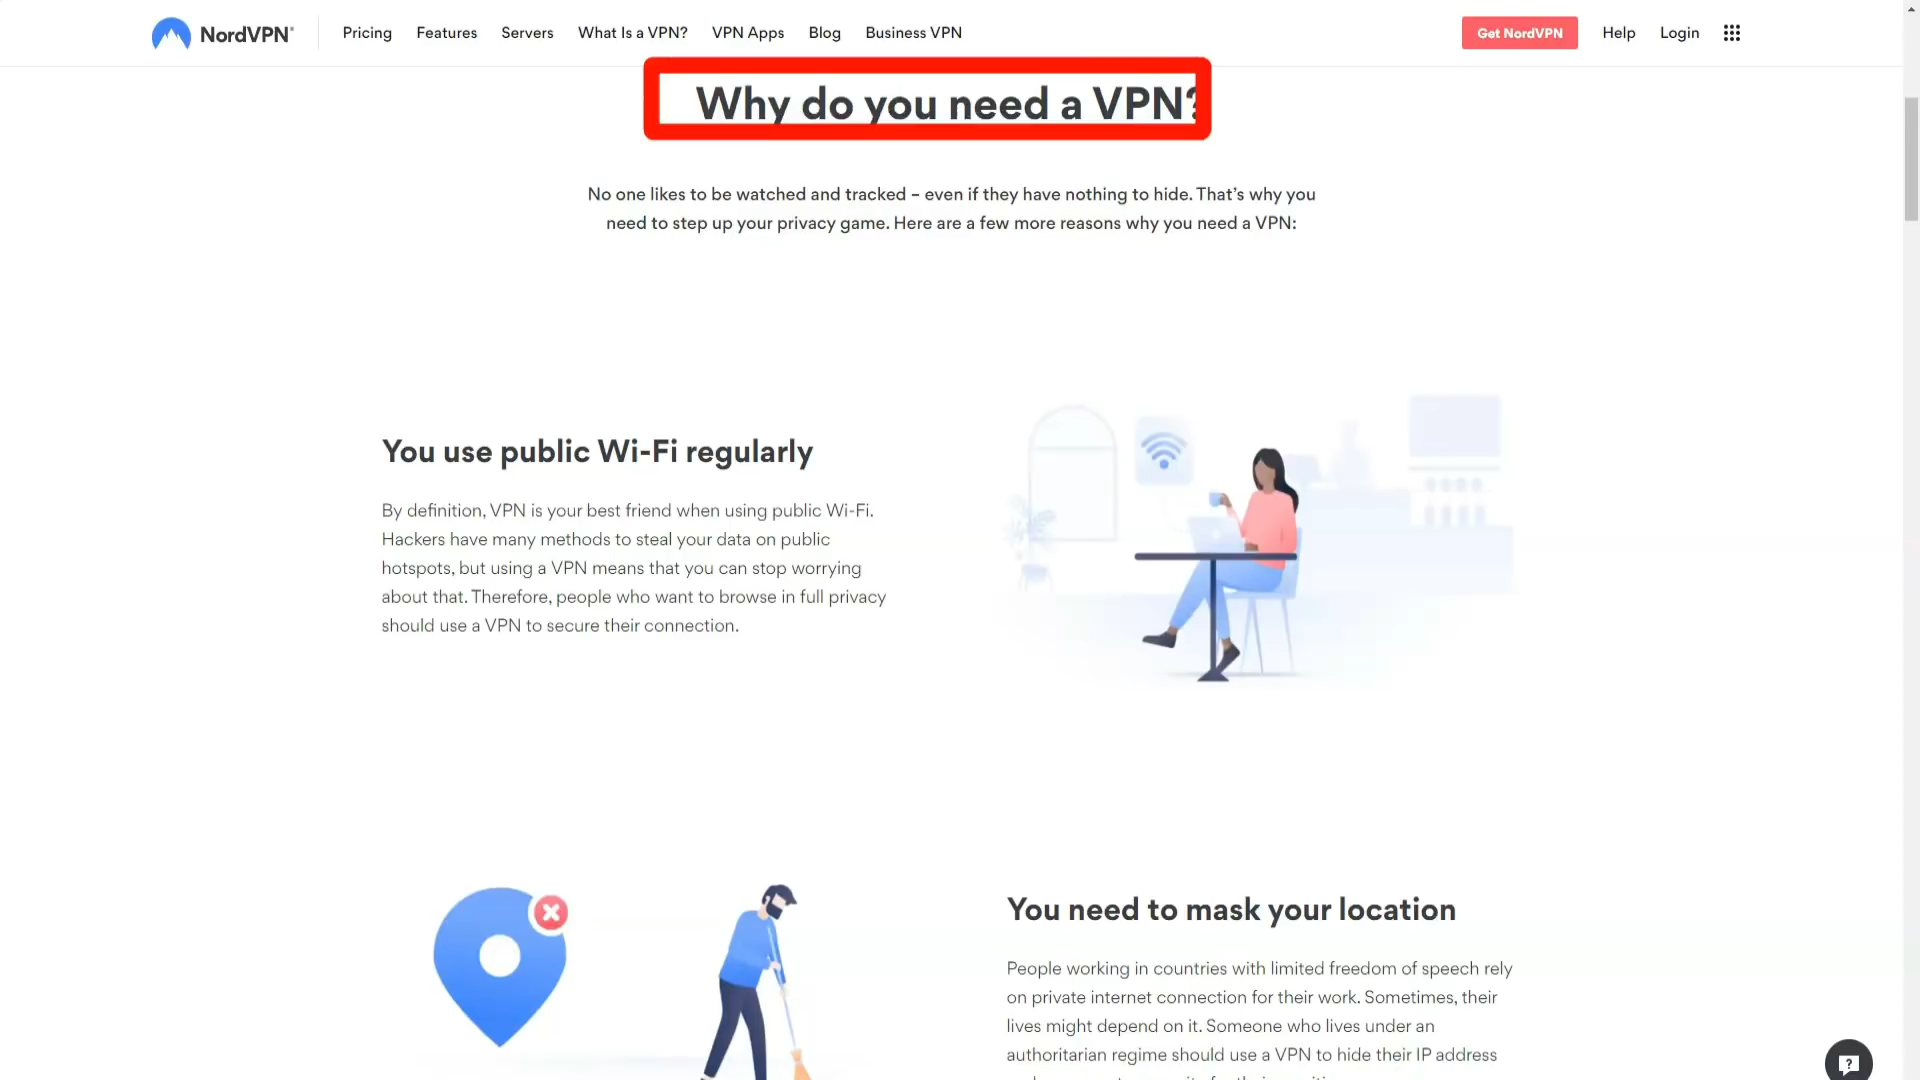 NordVPN®
Pricing
Features
Servers
What Is a VPN?
VPN Apps
Blog
Business VPN
Get NordVPN
Help
Login
Why do you need a VPN?
No one likes to be watched and tracked – even if they have nothing to hide. That's why you
need to step up your privacy game. Here are a few more reasons why you need a VPN:
You use public Wi-Fi regularly
By definition, VPN is your best friend when using public Wi-Fi.
Hackers have many methods to steal your data on public
hotspots, but using a VPN means that you can stop worrying
about that. Therefore, people who want to browse in full privacy
should use a VPN to secure their connection.
You need to mask your location
People working in countries with limited freedom of speech rely
on private internet connection for their work. Sometimes, their
lives might depend on it. Someone who lives under an
authoritarian regime should use a VPN to hide their IP address
?